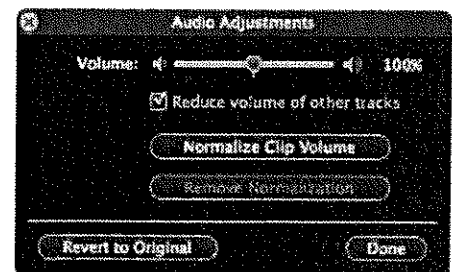 Audio Adjustments
Volume: 100%
Reduce volume of other tracks
Normalize Clip Volume
Remove Normalization
Revert to Original Done